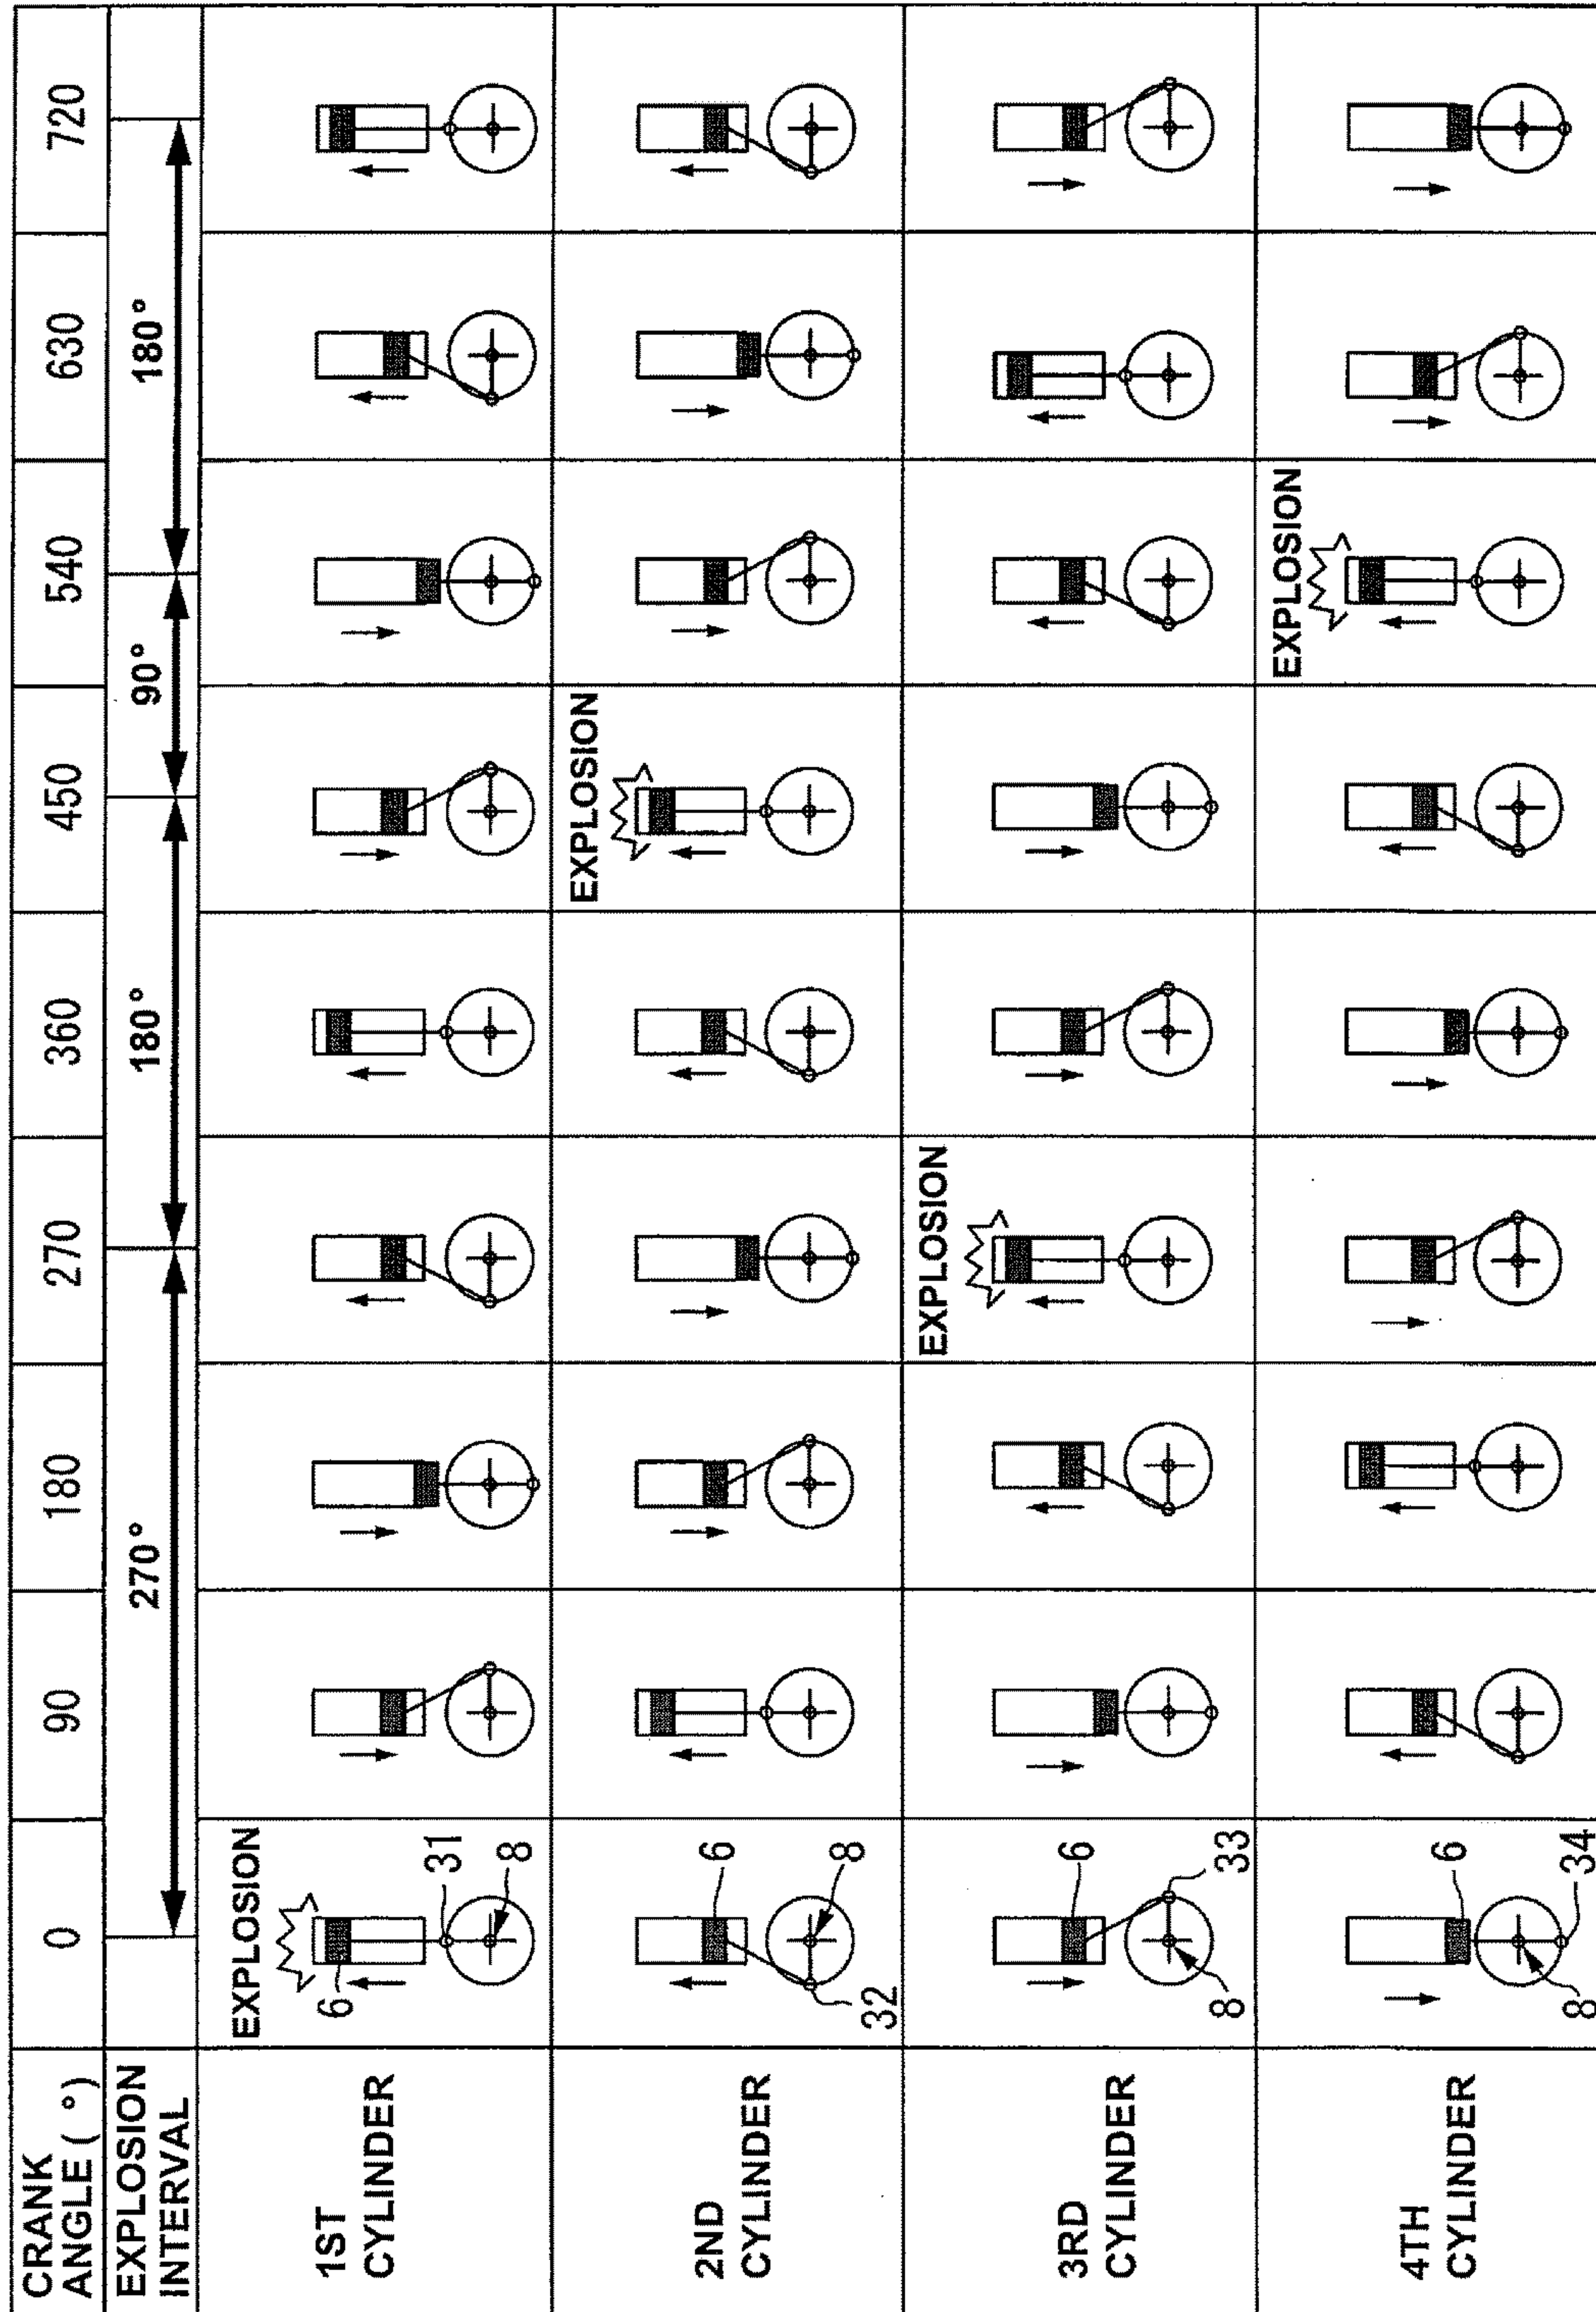 CRANK
ANGLE ( °)
0
90
180
270
360
450
540
630
720
EXPLOSION
INTERVAL
270°
180°
90°
180°
1ST
CYLINDER
EXPLOSION
6
31
8
2ND
CYLINDER
6
8
32
EXPLOSION
3RD
CYLINDER
6
33
8
EXPLOSION
4TH
CYLINDER
6
34
8
EXPLOSION